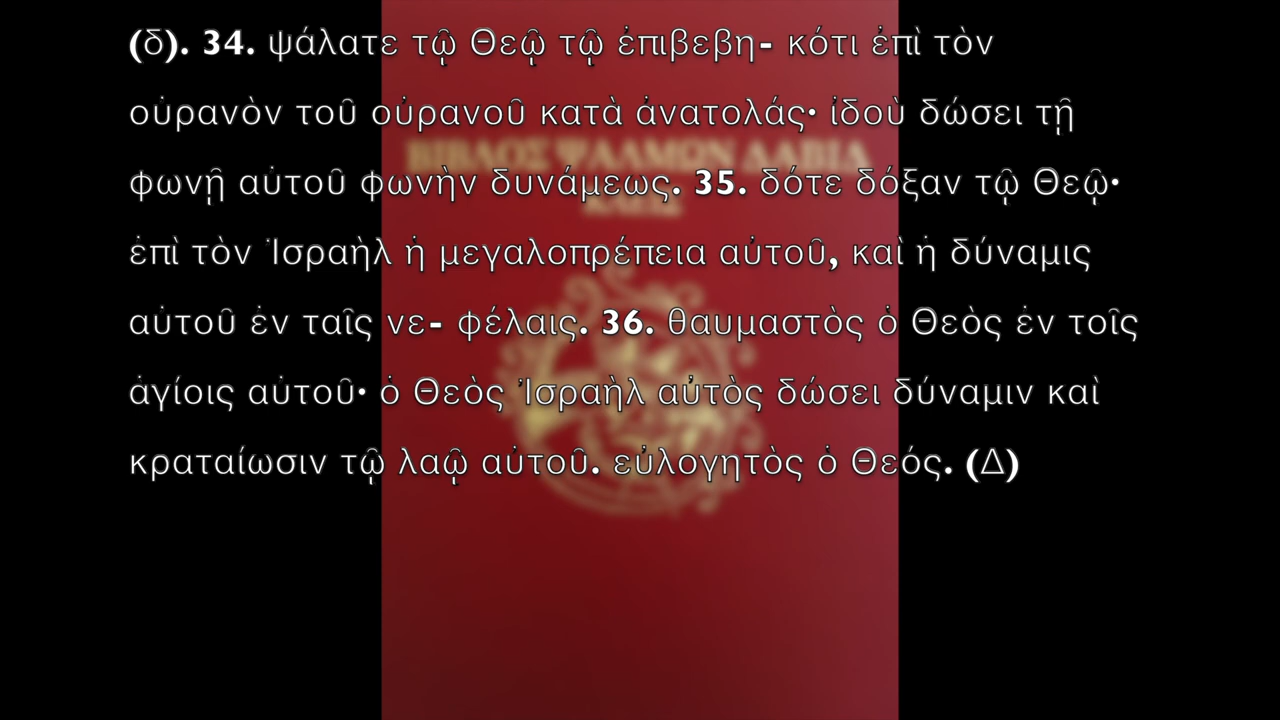 (δ). 34. ψάλατε τῷ Θεῷ τῷ ἐπιβεβη- κότι ἐπὶ τὸν
οὐρανὸν τοῦ οὐρανοῦ κατὰ ἀνατολάς· ἰδοὺ δώσει τῇ
ΒΙΒΛΟΣ ΨΑΛΜΩΝ ΔΑΒΙΔ
φωνῇ αὐτοῦ φωνὴν δυνάμεως. 35. δότε δόξαν τῷ Θεῷ·
ἐπὶ τὸν Ἰσραὴλ ἡ μεγαλοπρέπεια αὐτοῦ, καὶ ἡ δύναμις
αὐτοῦ ἐν ταῖς νε- φέλαις. 36. θαυμαστὸς ὁ Θεὸς ἐν τοῖς
ἁγίοις αὐτοῦ· ὁ Θεὸς Ἰσραὴλ αὐτὸς δώσει δύναμιν καὶ
κραταίωσιν τῷ λαῷ αὐτοῦ. εὐλογητὸς ὁ Θεός. (Δ)